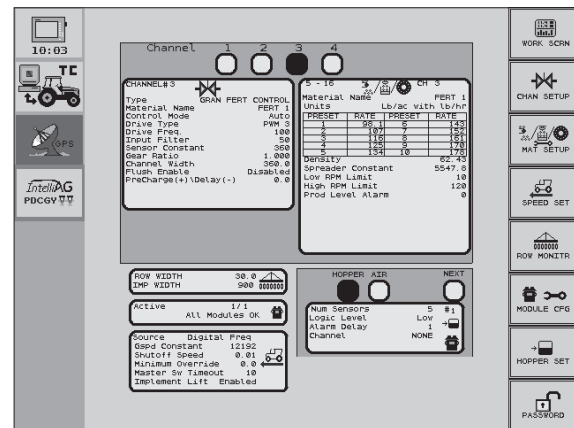 10:03
TC
GPS
IntelliAG
PDCGY
Channel 1 2 3 4
CHANNEL# 3
Type GRAN FERT CONTROL
Material Name FERT 1
Control Mode Auto
Drive Type PWM 3
Drive Freq. 100
Input Filter 50
Sensor Constant 360
Gear Ratio 1.000
Channel Width 360.0
Flush Enable Disabled
PreCharge(+)\Delay(-) 0.0
5 - 16 CH 3
Material Name FERT 1
Units Lb/ac with lb/hr
PRESET RATE PRESET RATE
1 98.1 6 143
2 107 7 152
3 116 8 161
4 125 9 170
5 134 10 178
Density 62.43
Spreader Constant 5547.8
Low RPM Limit 10
High RPM Limit 120
Prod Level Alarm 0
ROW WIDTH 30.0
IMP WIDTH 900
Active 1/1
All Modules OK
Source Digital Freq
Gspd Constant 12192
Shutoff Speed 0.01
Minimum Override 0.0
Master Sw Timeout 10
Implement Lift Enabled
HOPPER AIR NEXT
Num Sensors 5 #1
Logic Level Low
Alarm Delay 1
Channel NONE
WORK SCRN
CHAN SETUP
MAT SETUP
SPEED SET
ROW MONITR
MODULE CFG
HOPPER SET
PASSWORD